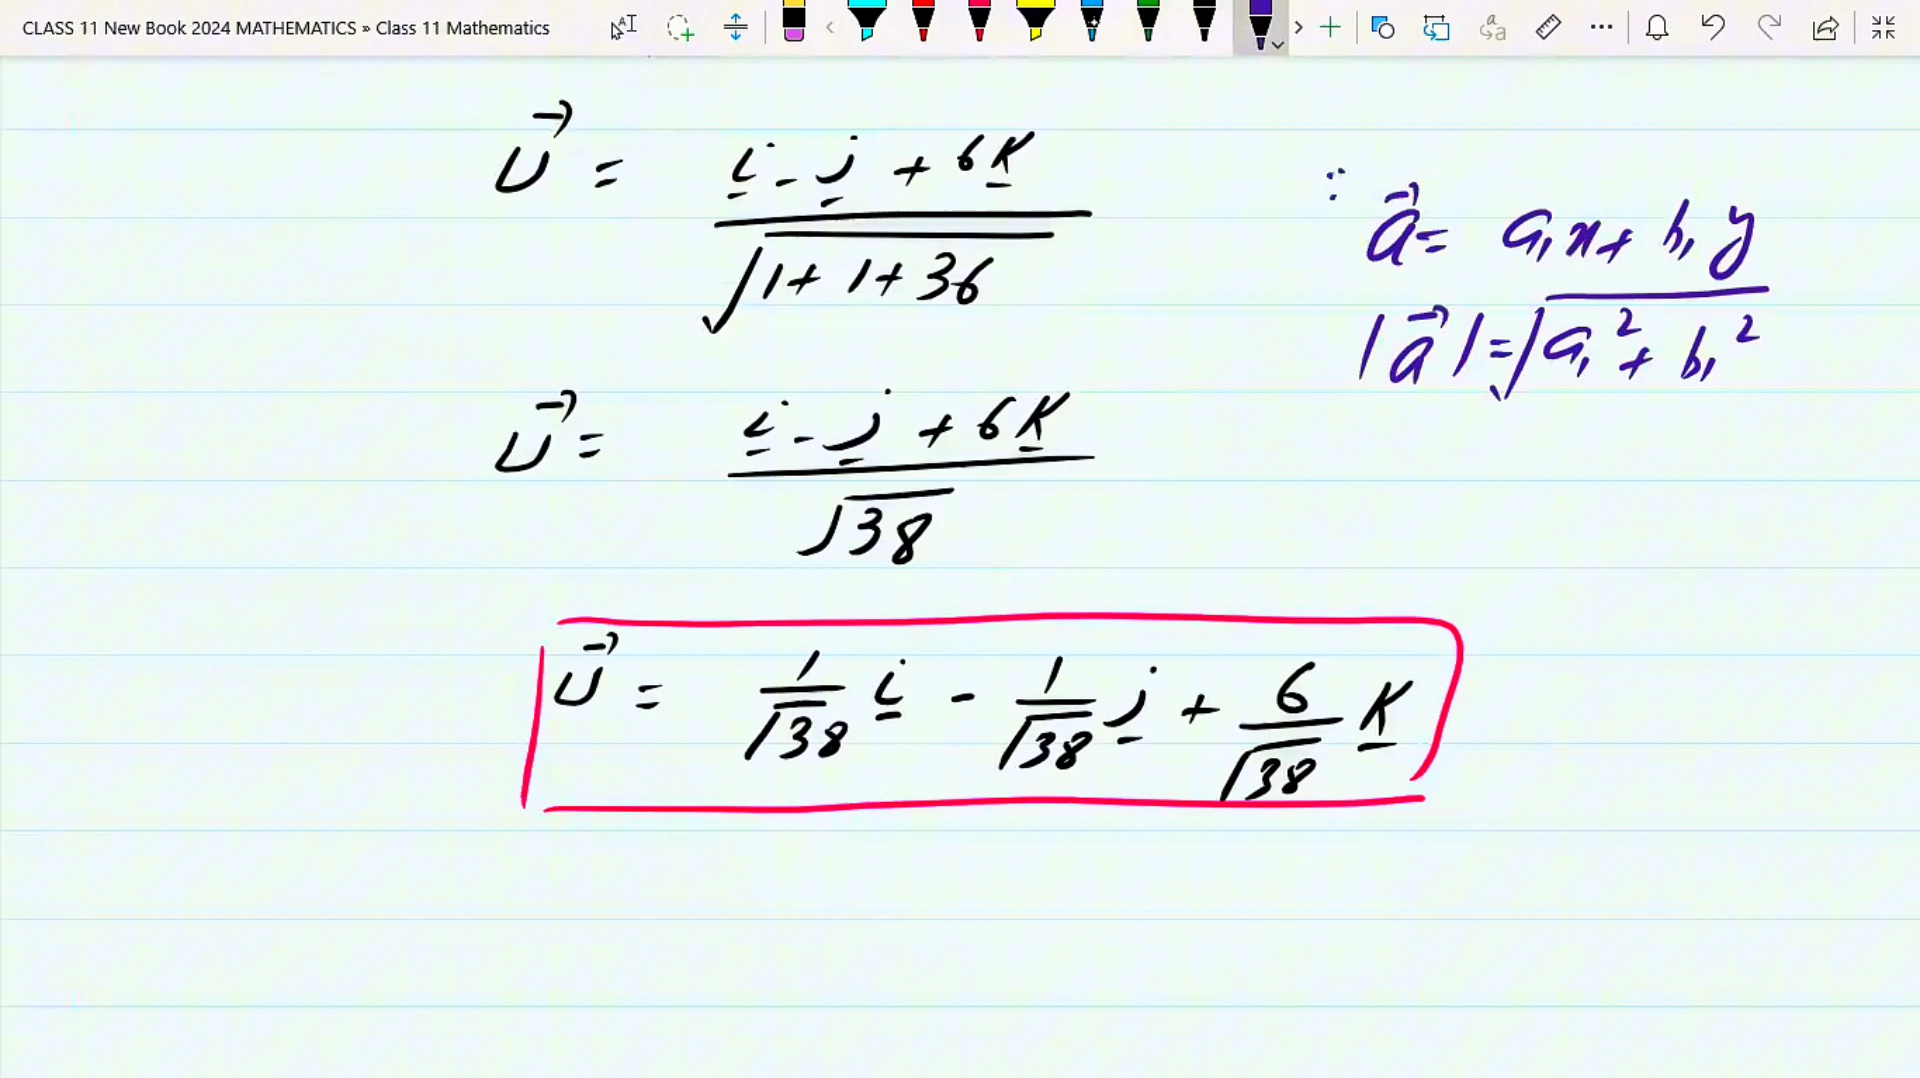 CLASS 11 New Book 2024 MATHEMATICS » Class 11 Mathematics
U⃗ = (i - j + 6K) / √(1 + 1 + 36)
∵ a⃗ = a₁x + b₁y
|a⃗| = √(a₁² + b₁²)
U⃗ = (i - j + 6K) / √38
U⃗ = 1/√38 i - 1/√38 j + 6/√38 K